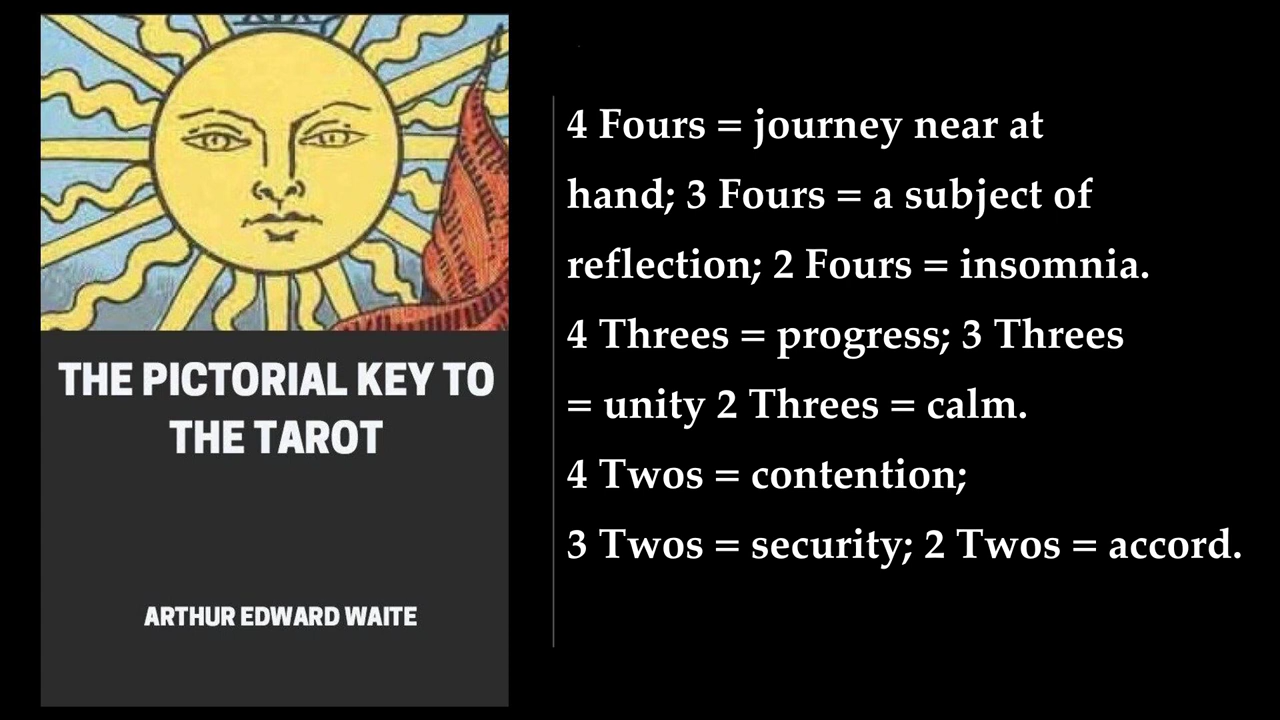 XIX
THE PICTORIAL KEY TO
THE TAROT
ARTHUR EDWARD WAITE
4 Fours = journey near at
hand; 3 Fours = a subject of
reflection; 2 Fours = insomnia.
4 Threes = progress; 3 Threes
= unity 2 Threes = calm.
4 Twos = contention;
3 Twos = security; 2 Twos = accord.